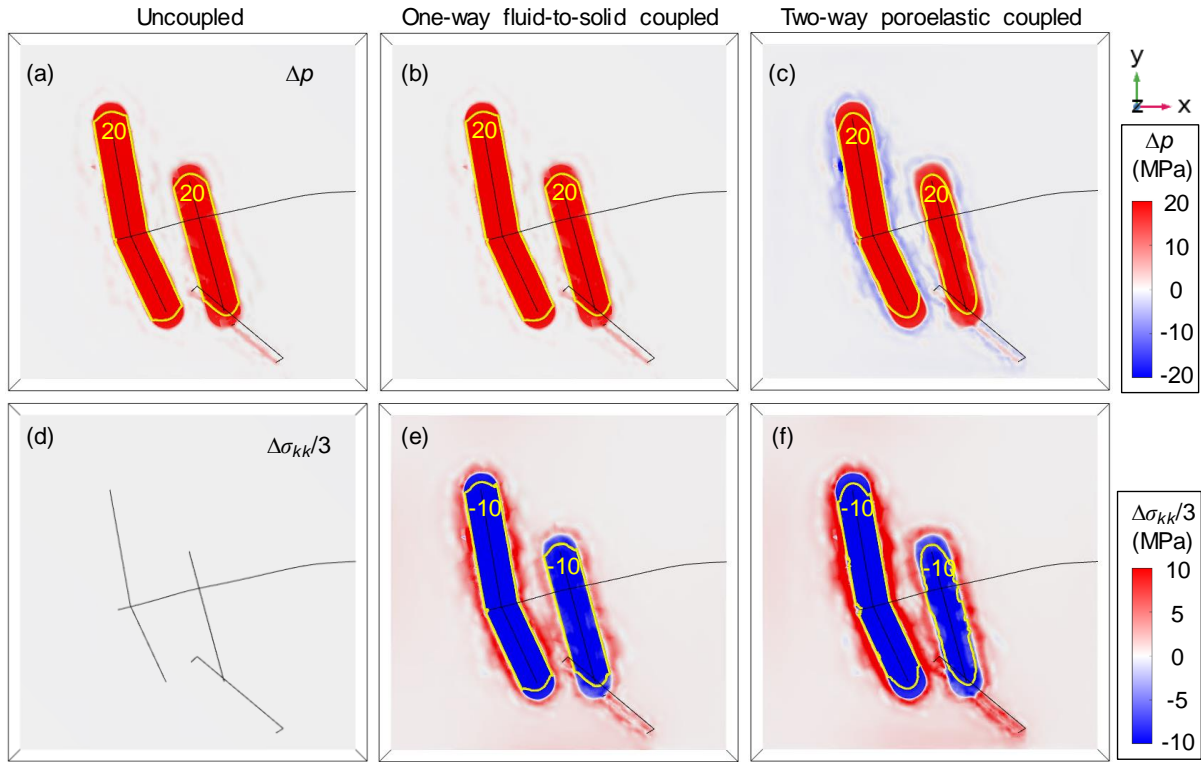 Uncoupled
One-way fluid-to-solid coupled
Two-way poroelastic coupled
(a)
Δp
20
20
(b)
20
20
(c)
20
20
y
z
x
Δp
(MPa)
20
10
0
-10
-20
(d)
Δσkk/3
(e)
-10
-10
(f)
-10
-10
Δσkk/3
(MPa)
10
5
0
-5
-10